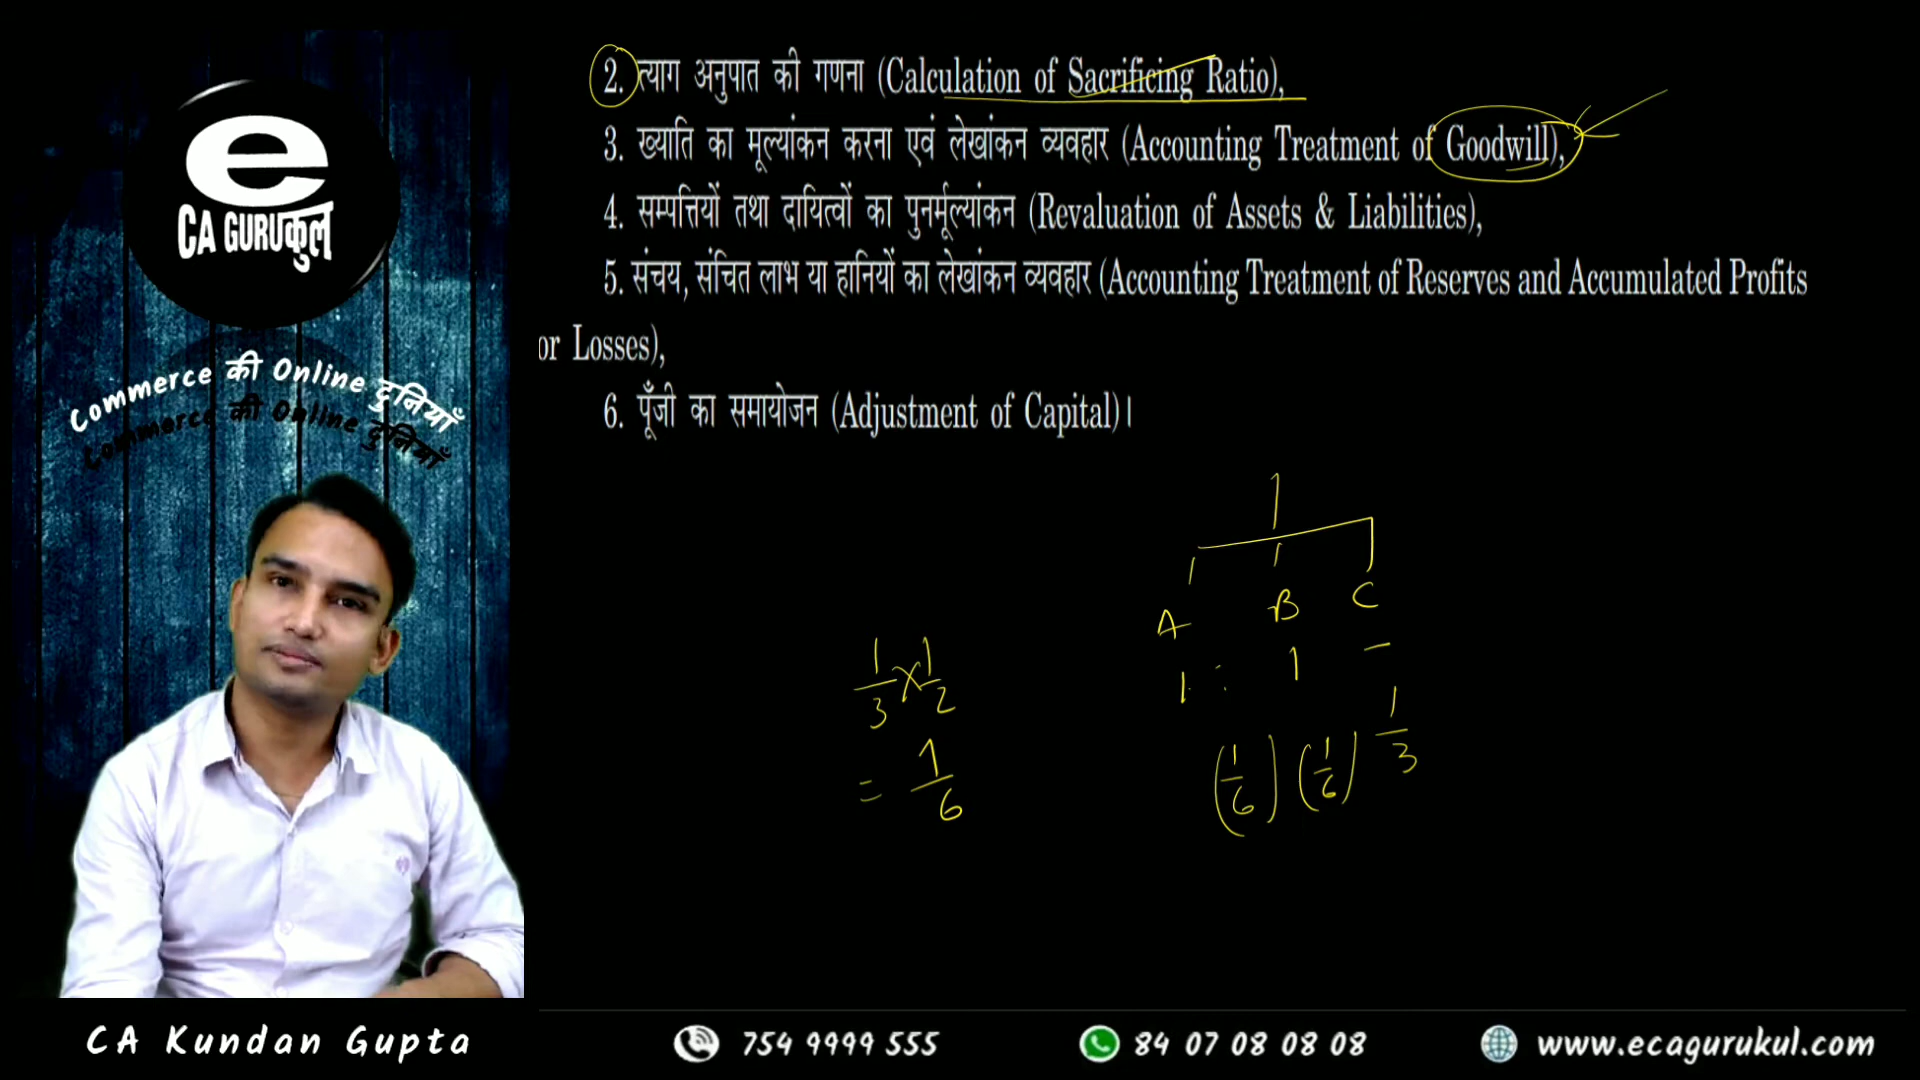 e
CA GURUकुल
Commerce की Online दुनियाँ
Commerce की Online दुनियाँ
2. त्याग अनुपात की गणना (Calculation of Sacrificing Ratio),
3. ख्याति का मूल्यांकन करना एवं लेखांकन व्यवहार (Accounting Treatment of Goodwill),
4. सम्पत्तियों तथा दायित्वों का पुनर्मूल्यांकन (Revaluation of Assets & Liabilities),
5. संचय, संचित लाभ या हानियों का लेखांकन व्यवहार (Accounting Treatment of Reserves and Accumulated Profits
or Losses),
6. पूँजी का समायोजन (Adjustment of Capital)।
1
A B C
1 : 1 –
1/3 × 1/2
= 1/6
(1/6) (1/6) 1/3
CA Kundan Gupta
754 9999 555
84 07 08 08 08
www.ecagurukul.com